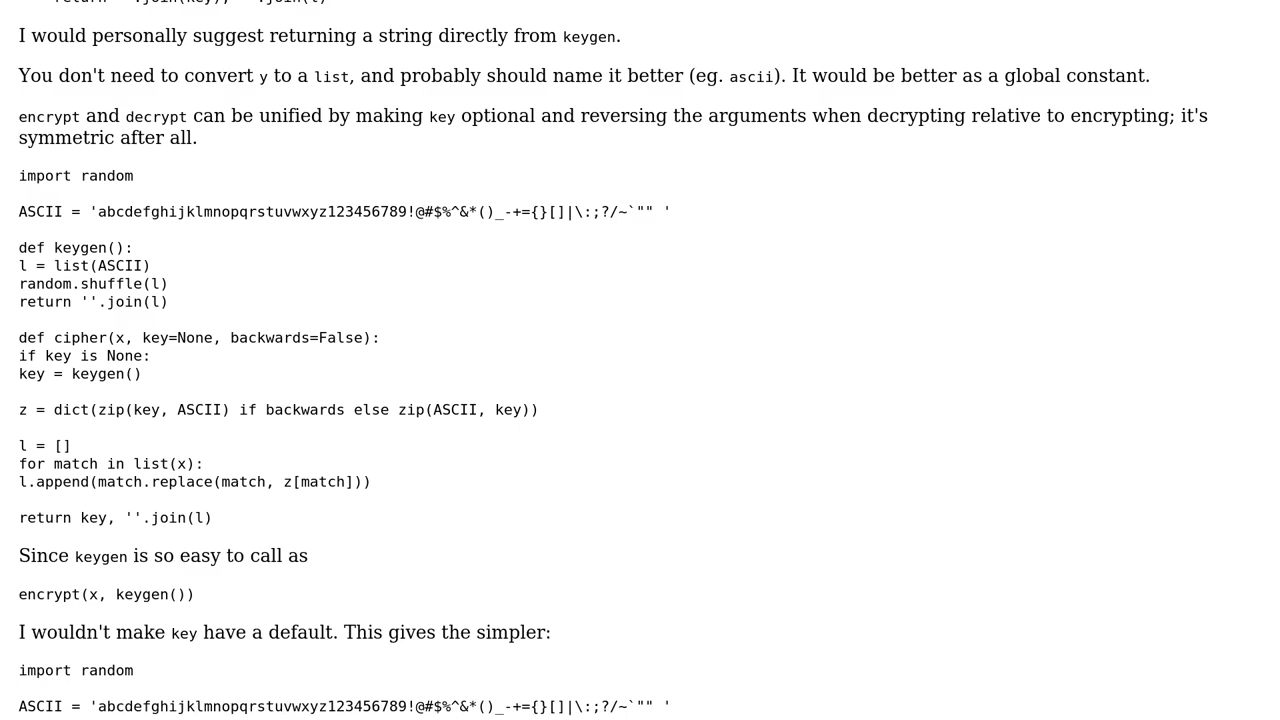 return ''.join(key), ''.join(l)
I would personally suggest returning a string directly from keygen.
You don't need to convert y to a list, and probably should name it better (eg. ascii). It would be better as a global constant.
encrypt and decrypt can be unified by making key optional and reversing the arguments when decrypting relative to encrypting; it's
symmetric after all.
import random
ASCII = 'abcdefghijklmnopqrstuvwxyz123456789!@#$%^&*()_-+={}[]|\:;?/~`"" '
def keygen():
l = list(ASCII)
random.shuffle(l)
return ''.join(l)
def cipher(x, key=None, backwards=False):
if key is None:
key = keygen()
z = dict(zip(key, ASCII) if backwards else zip(ASCII, key))
l = []
for match in list(x):
l.append(match.replace(match, z[match]))
return key, ''.join(l)
Since keygen is so easy to call as
encrypt(x, keygen())
I wouldn't make key have a default. This gives the simpler:
import random
ASCII = 'abcdefghijklmnopqrstuvwxyz123456789!@#$%^&*()_-+={}[]|\:;?/~`"" '